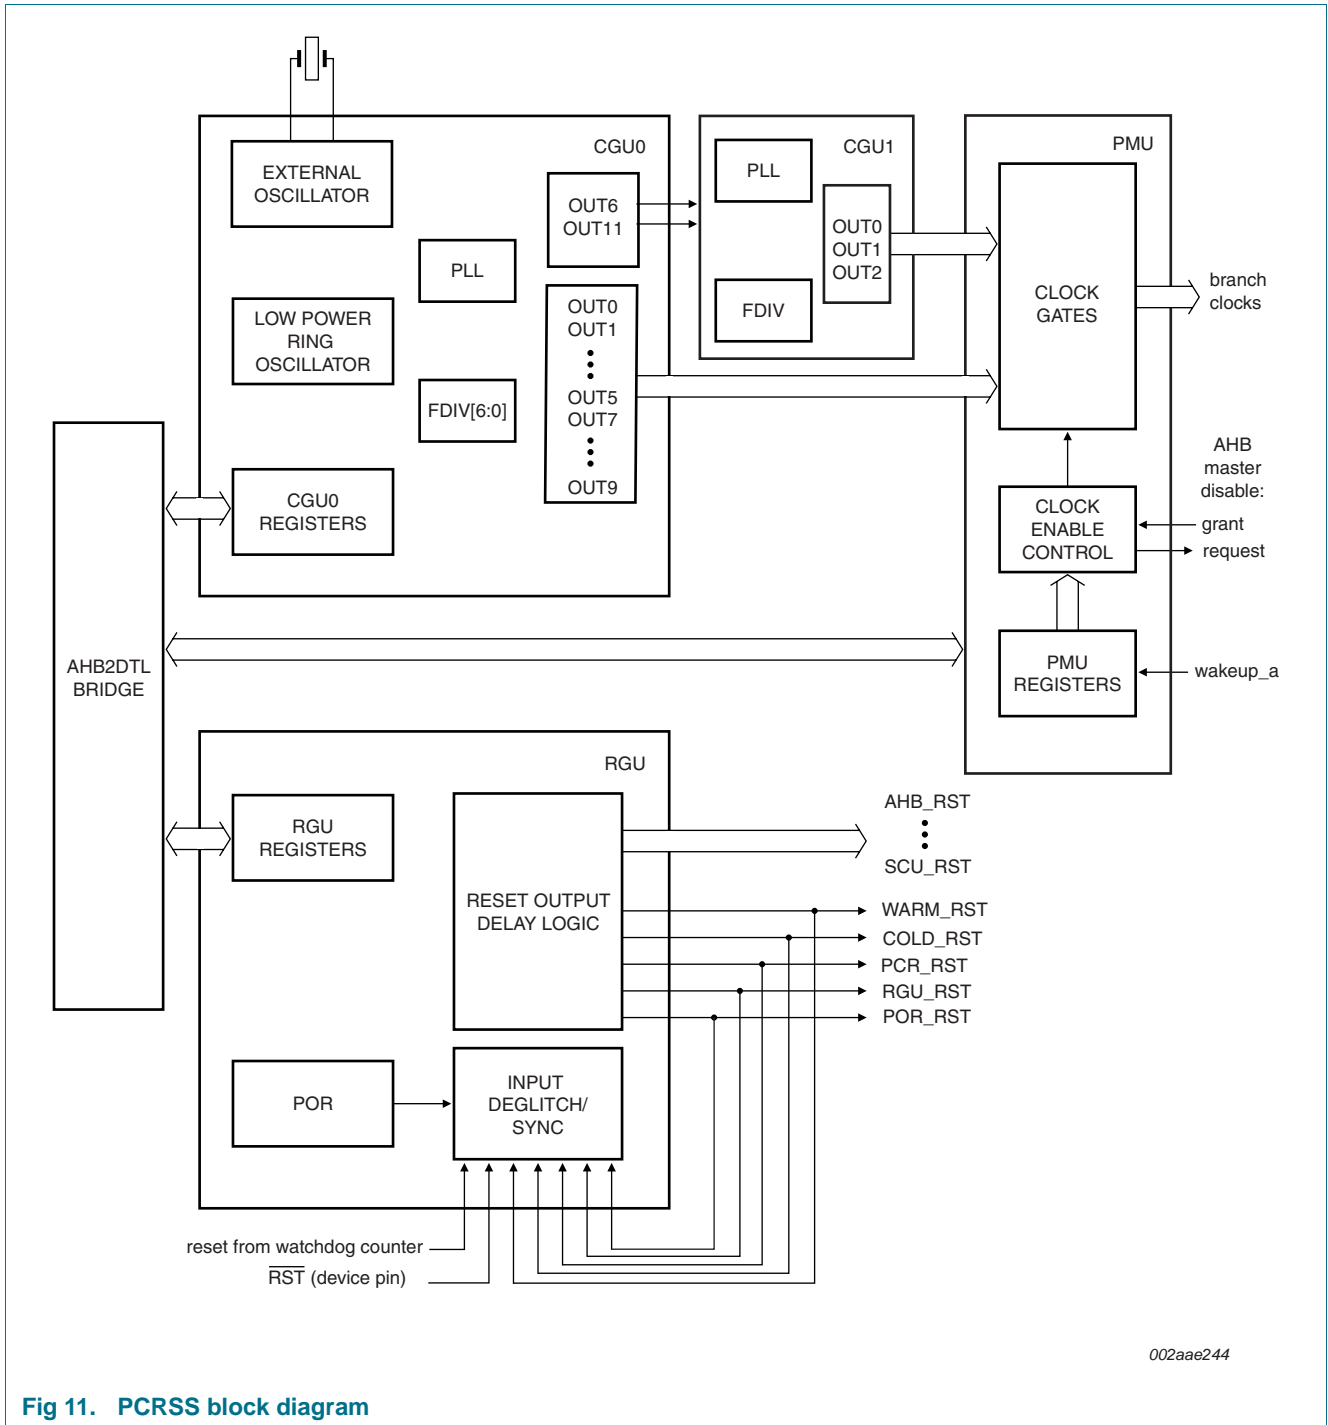 CGU0
EXTERNAL
OSCILLATOR
LOW POWER
RING
OSCILLATOR
CGU0
REGISTERS
PLL
FDIV[6:0]
OUT6
OUT11
OUT0
OUT1
OUT5
OUT7
OUT9
CGU1
PLL
FDIV
OUT0
OUT1
OUT2
PMU
CLOCK
GATES
branch
clocks
AHB
master
disable:
grant
request
CLOCK
ENABLE
CONTROL
PMU
REGISTERS
wakeup_a
AHB2DTL
BRIDGE
RGU
RGU
REGISTERS
RESET OUTPUT
DELAY LOGIC
AHB_RST
SCU_RST
WARM_RST
COLD_RST
PCR_RST
RGU_RST
POR_RST
POR
INPUT
DEGLITCH/
SYNC
reset from watchdog counter
RST (device pin)
002aae244
Fig 11. PCRSS block diagram